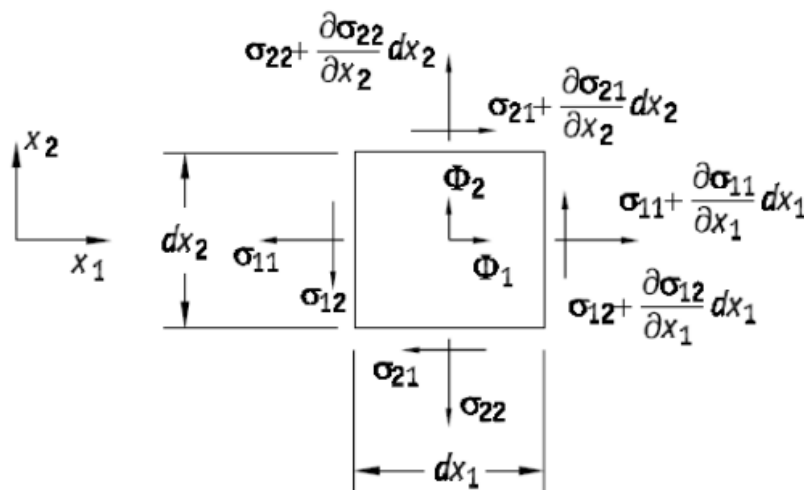 σ₂₂+ ∂σ₂₂/∂x₂ dx₂
σ₂₁+ ∂σ₂₁/∂x₂ dx₂
x₂
x₁
dx₂
Φ₂
Φ₁
σ₁₁
σ₁₂
σ₁₁+ ∂σ₁₁/∂x₁ dx₁
σ₁₂+ ∂σ₁₂/∂x₁ dx₁
σ₂₁
σ₂₂
dx₁